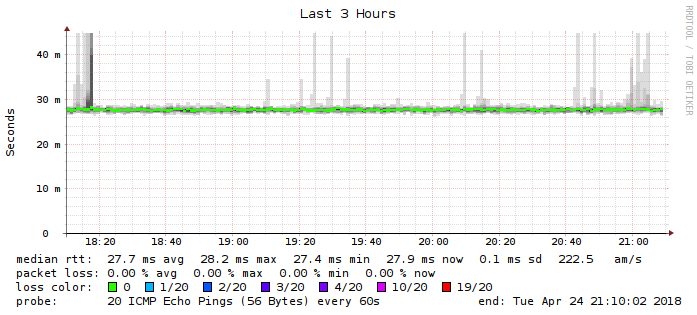 Last 3 Hours
RRDTOOL / TOBI OETIKER
Seconds
40 m
30 m
20 m
10 m
0
18:20 18:40 19:00 19:20 19:40 20:00 20:20 20:40 21:00
median rtt: 27.7 ms avg 28.2 ms max 27.4 ms min 27.9 ms now 0.1 ms sd 222.5 am/s
packet loss: 0.00 % avg 0.00 % max 0.00 % min 0.00 % now
loss color: 0 1/20 2/20 3/20 4/20 10/20 19/20
probe: 20 ICMP Echo Pings (56 Bytes) every 60s end: Tue Apr 24 21:10:02 2018